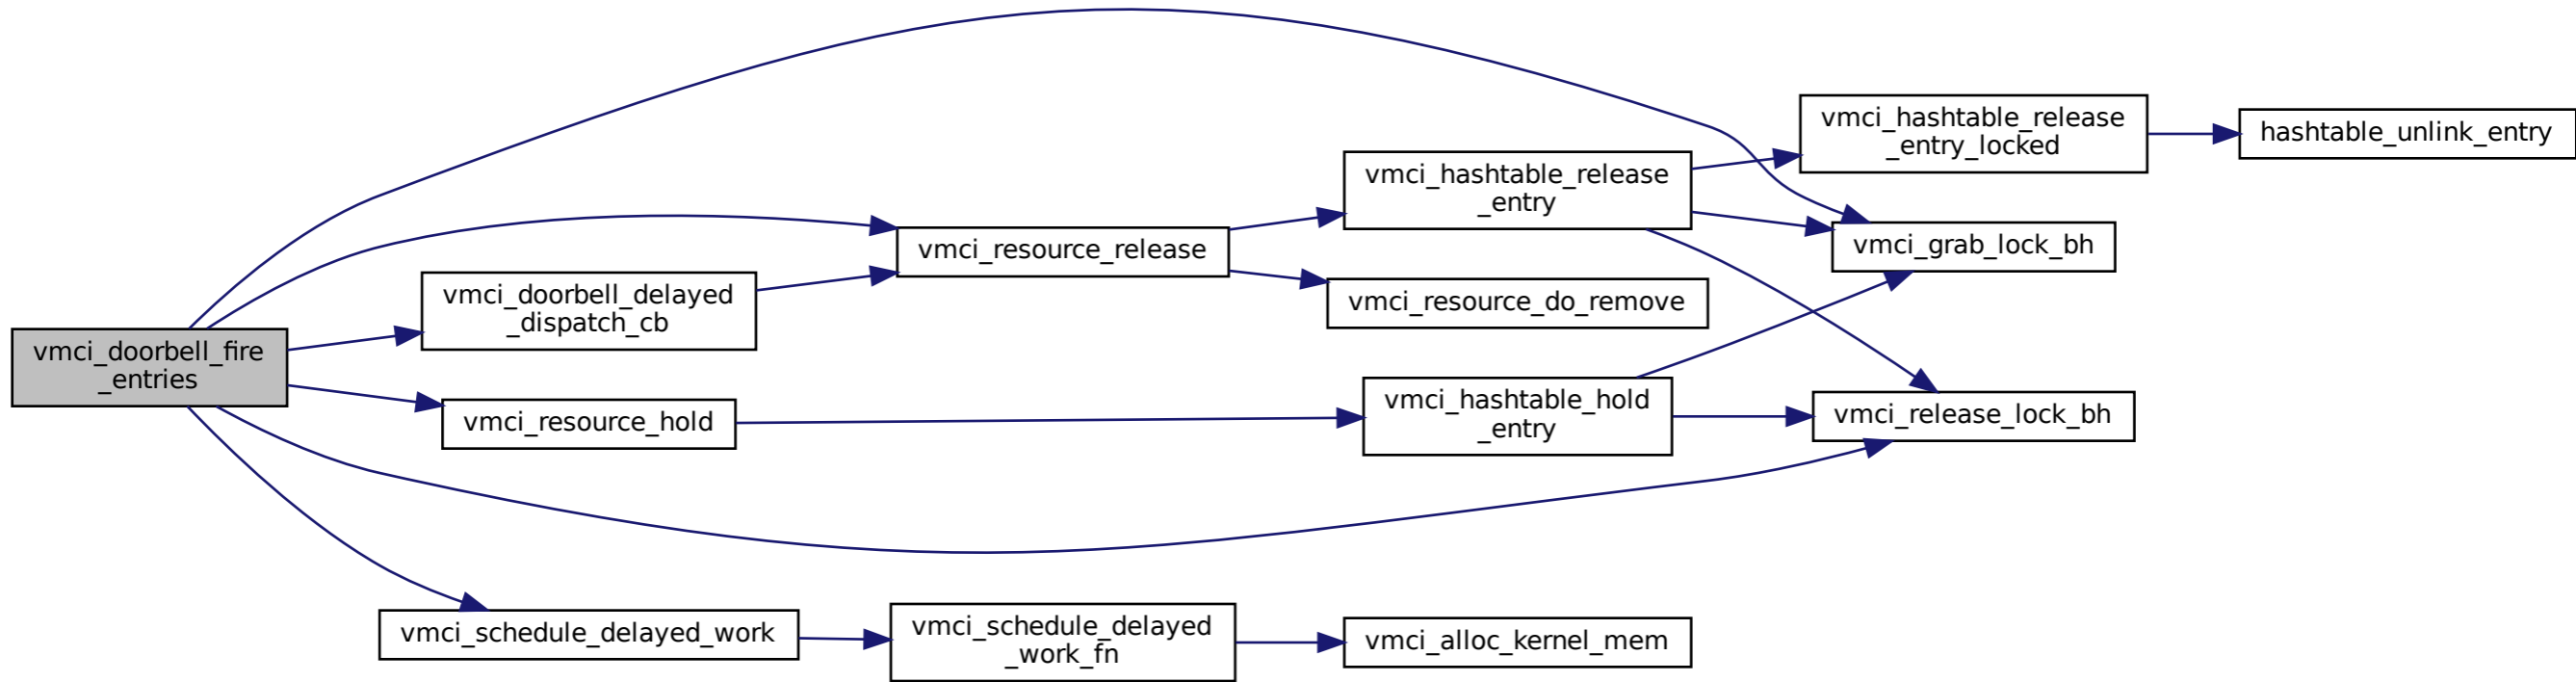 vmci_doorbell_fire
_entries
vmci_doorbell_delayed
_dispatch_cb
vmci_resource_hold
vmci_schedule_delayed_work
vmci_resource_release
vmci_schedule_delayed
_work_fn
vmci_hashtable_release
_entry
vmci_resource_do_remove
vmci_hashtable_hold
_entry
vmci_alloc_kernel_mem
vmci_hashtable_release
_entry_locked
vmci_grab_lock_bh
vmci_release_lock_bh
hashtable_unlink_entry